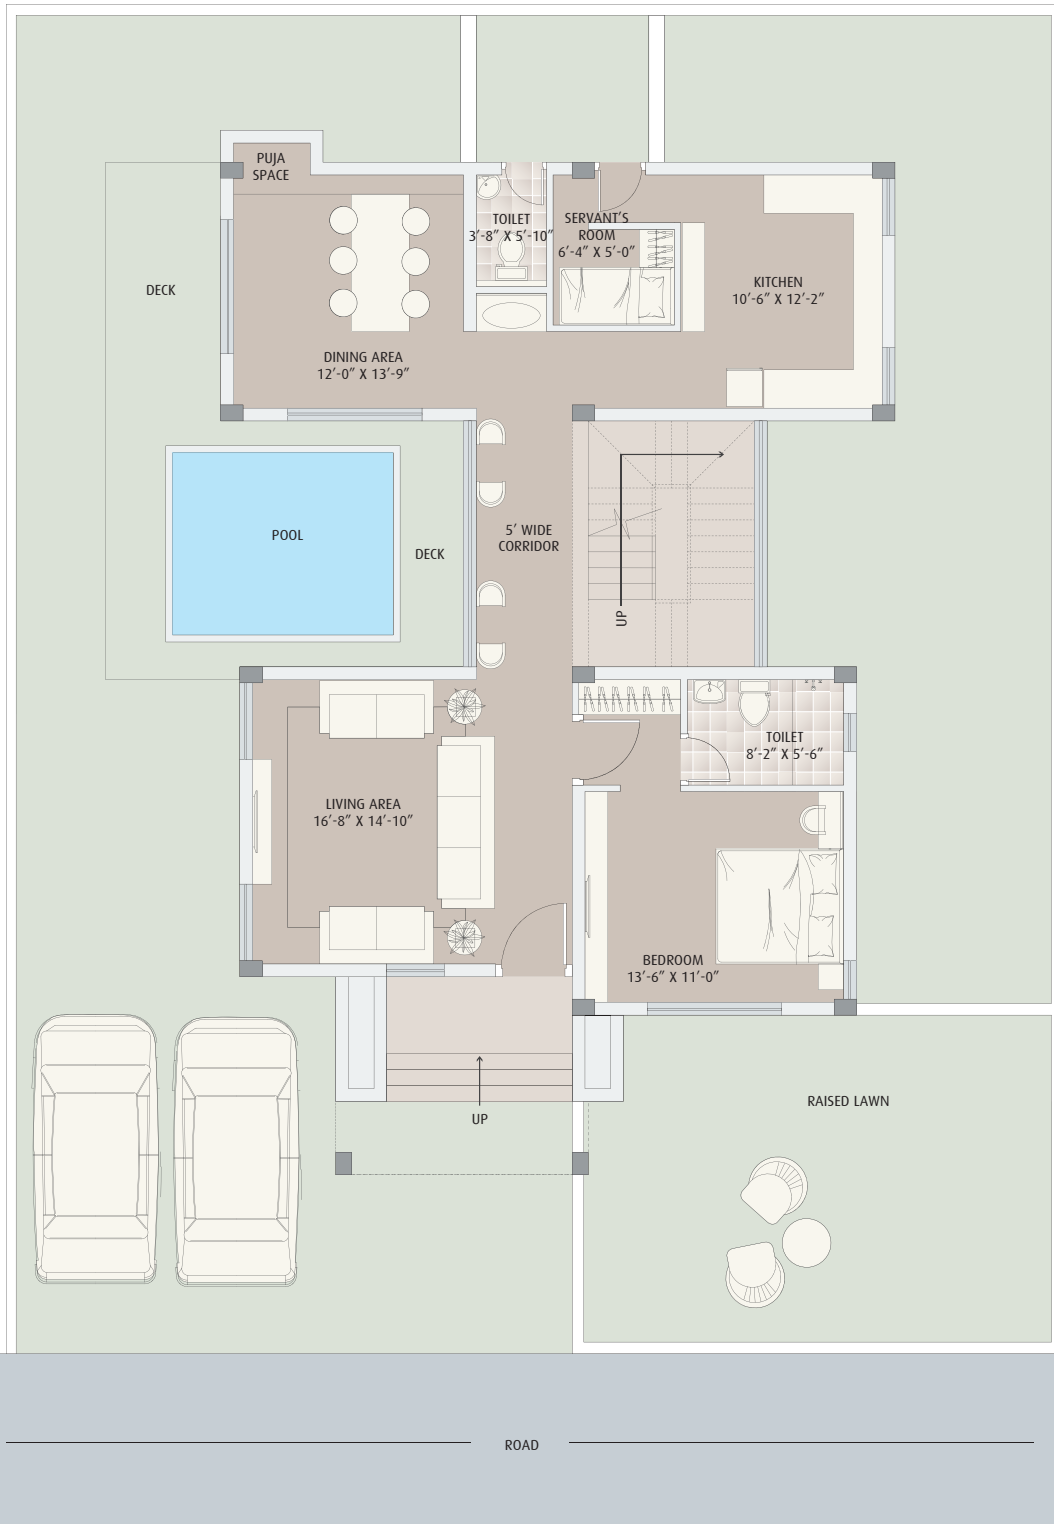 PUJA
SPACE
TOILET
3’-8” X 5’-10”
SERVANT’S
ROOM
6’-4” X 5’-0”
KITCHEN
10’-6” X 12’-2”
DECK
DINING AREA
12’-0” X 13’-9”
POOL
DECK
5’ WIDE
CORRIDOR
UP
TOILET
8’-2” X 5’-6”
LIVING AREA
16’-8” X 14’-10”
BEDROOM
13’-6” X 11’-0”
UP
RAISED LAWN
ROAD